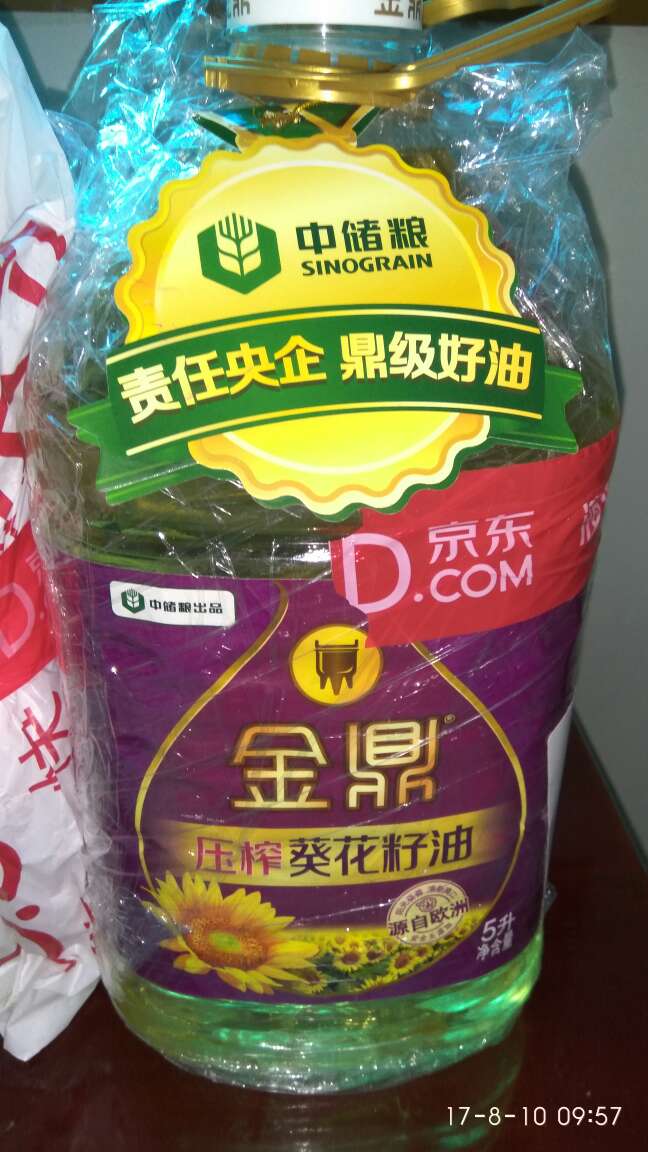 金鼎
中储粮
SINOGRAIN
责任央企 鼎级好油
京东
D.COM
中储粮出品
金鼎®
压榨葵花籽油
源自欧洲
5升
净含量
17-8-10 09:57